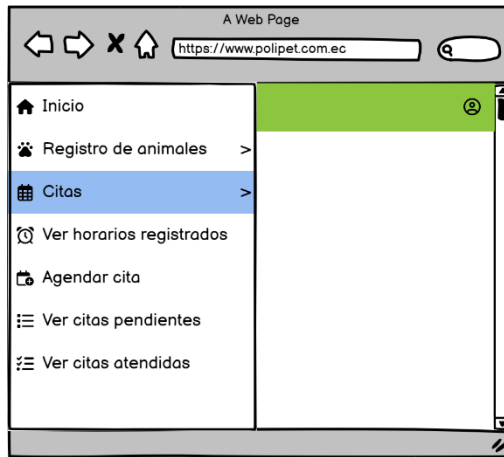 A Web Page
https://www.polipet.com.ec
Inicio
Registro de animales >
Citas >
Ver horarios registrados
Agendar cita
Ver citas pendientes
Ver citas atendidas